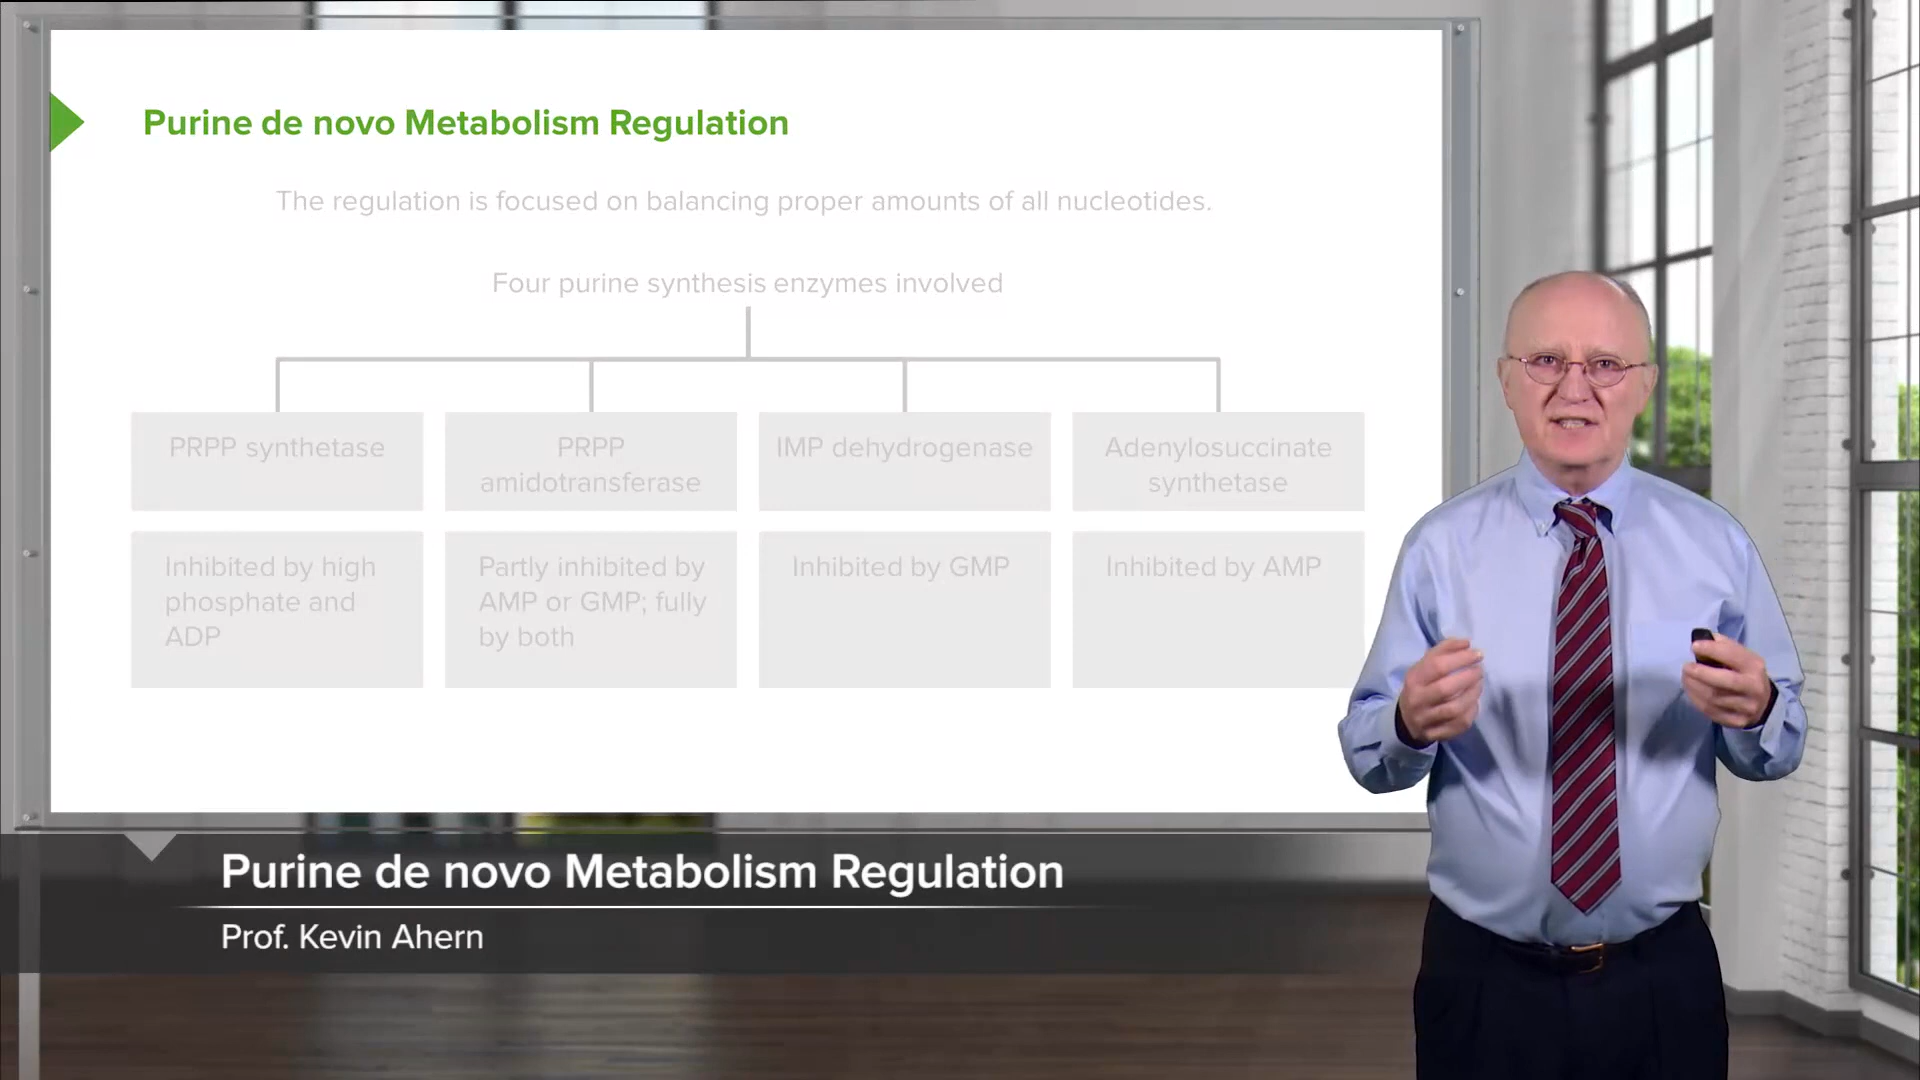 Purine de novo Metabolism Regulation
The regulation is focused on balancing proper amounts of all nucleotides.
Four purine synthesis enzymes involved
PRPP synthetase
PRPP
amidotransferase
IMP dehydrogenase
Adenylosuccinate
synthetase
Inhibited by high
phosphate and
ADP
Partly inhibited by
AMP or GMP; fully
by both
Inhibited by GMP
Inhibited by AMP
Purine de novo Metabolism Regulation
Prof. Kevin Ahern